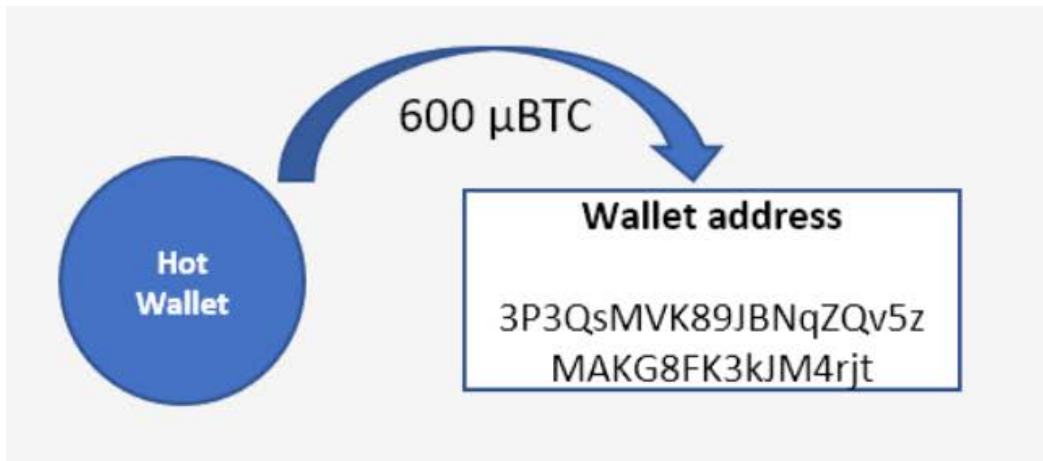 600 μBTC
Hot
Wallet
Wallet address
3P3QsMVK89JBNqZQv5z
MAKG8FK3kJM4rjt